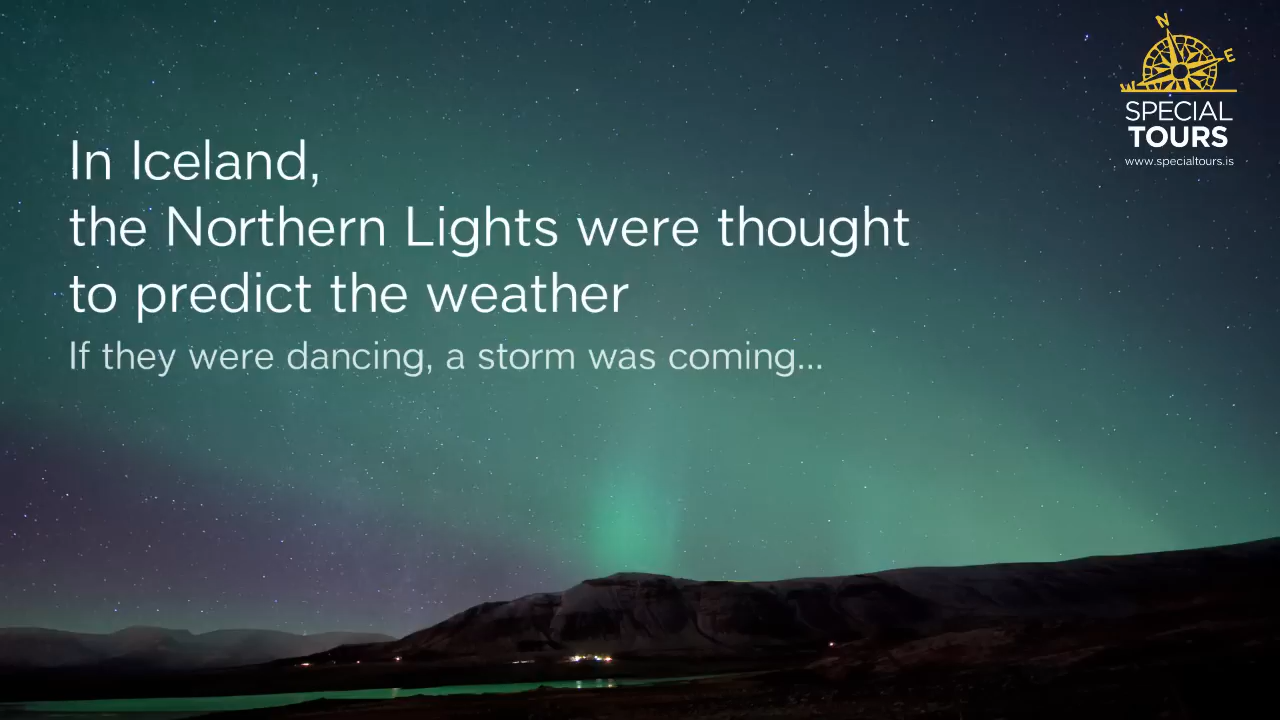 In Iceland,
the Northern Lights were thought
to predict the weather
If they were dancing, a storm was coming...
N
E
W
SPECIAL
TOURS
www.specialtours.is